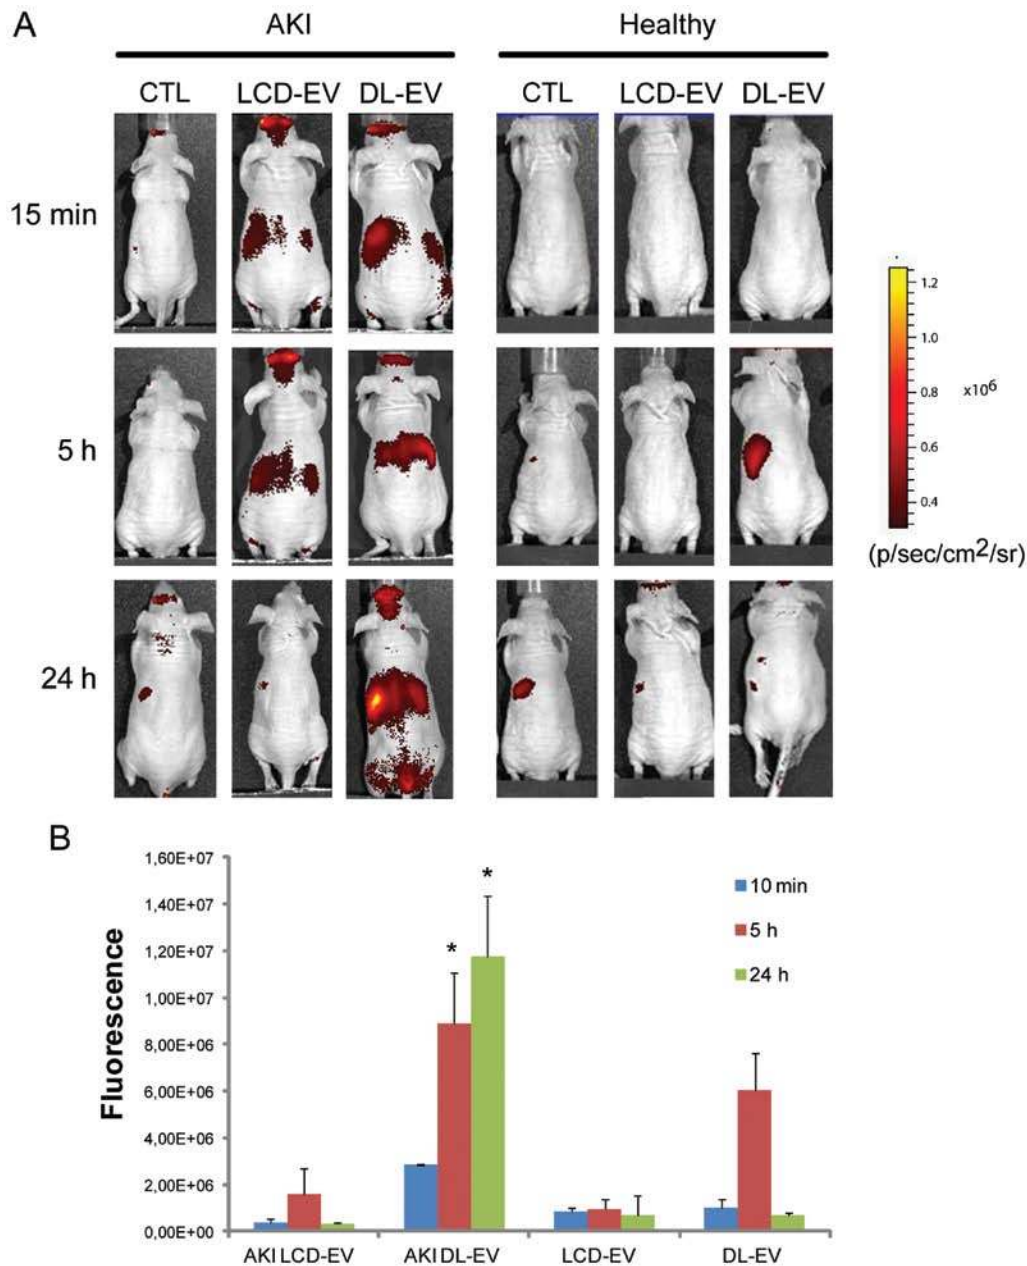 A
AKI
Healthy
CTL LCD-EV DL-EV CTL LCD-EV DL-EV
15 min
5 h
24 h
1.2
1.0
0.8
x10⁶
0.6
0.4
(p/sec/cm²/sr)
B
Fluorescence
1,60E+07
1,40E+07
1,20E+07
1,00E+07
8,00E+06
6,00E+06
4,00E+06
2,00E+06
0,00E+00
*
*
10 min
5 h
24 h
AKI LCD-EV AKI DL-EV LCD-EV DL-EV